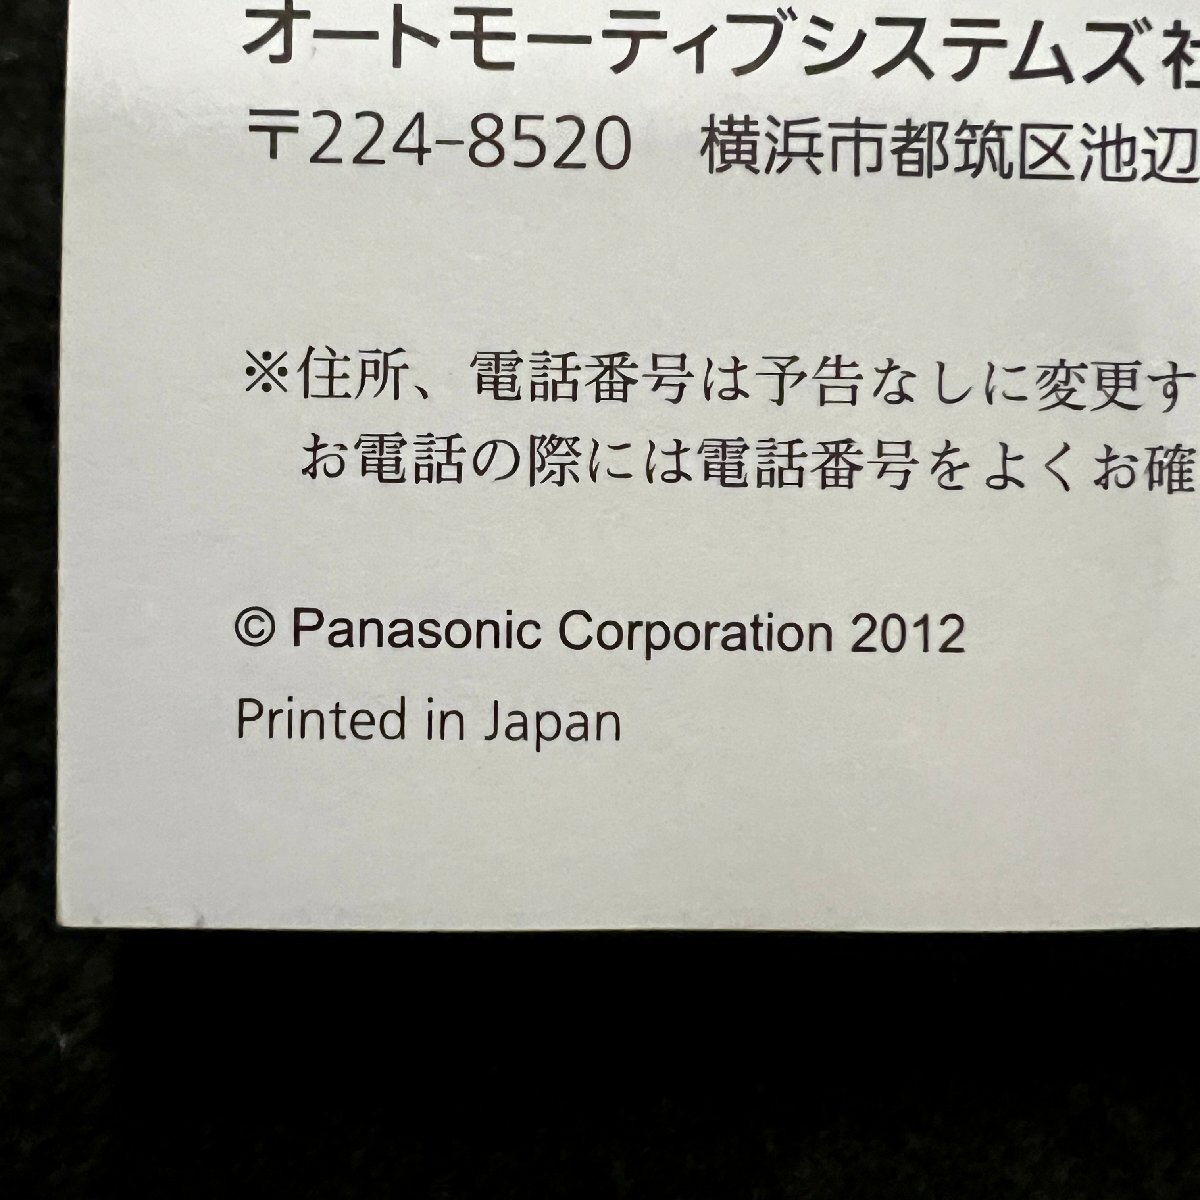 オートモーティブシステムズ社
〒224-8520　横浜市都筑区池辺
※住所、電話番号は予告なしに変更す
お電話の際には電話番号をよくお確
© Panasonic Corporation 2012
Printed in Japan